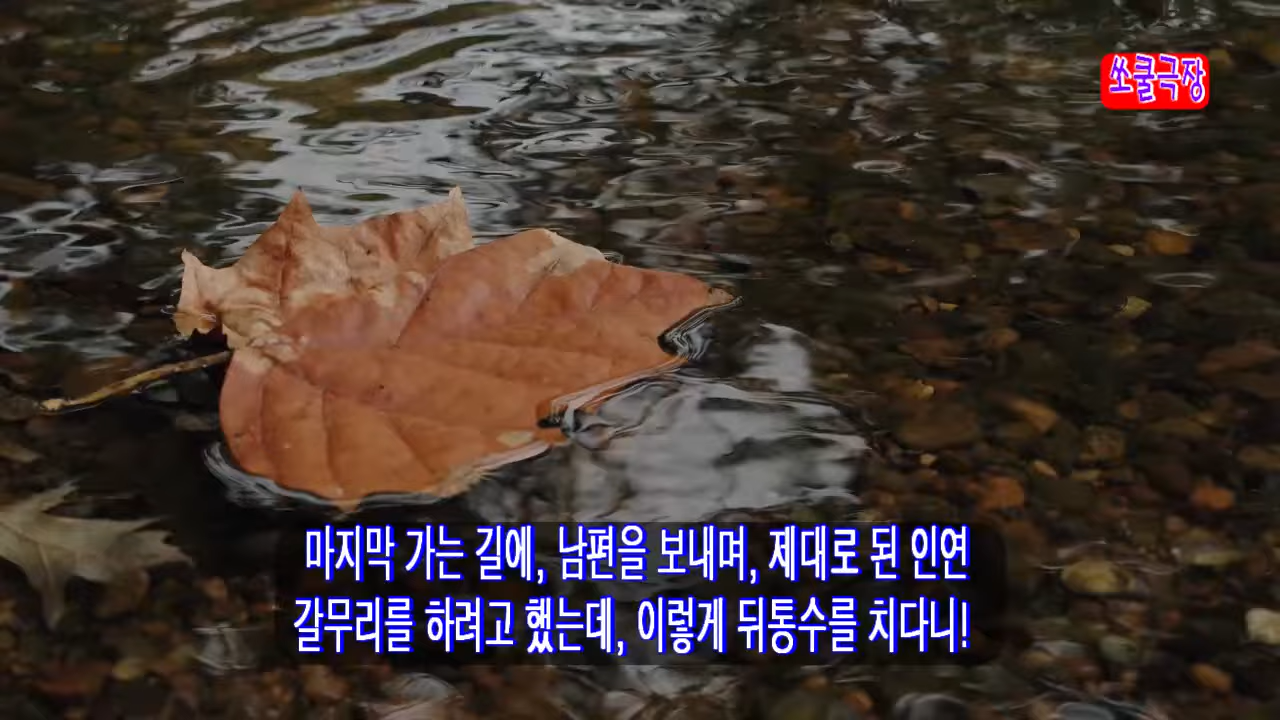 쏘쿨극장
마지막 가는 길에, 남편을 보내며, 제대로 된 인연
갈무리를 하려고 했는데, 이렇게 뒤통수를 치다니!